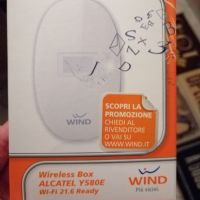 SCOPRI LA
PROMOZIONE
CHIEDI AL
RIVENDITORE
O VAI SU
WWW.WIND.IT
Wireless Box
ALCATEL Y580E
Wi-Fi 21.6 Ready
WIND